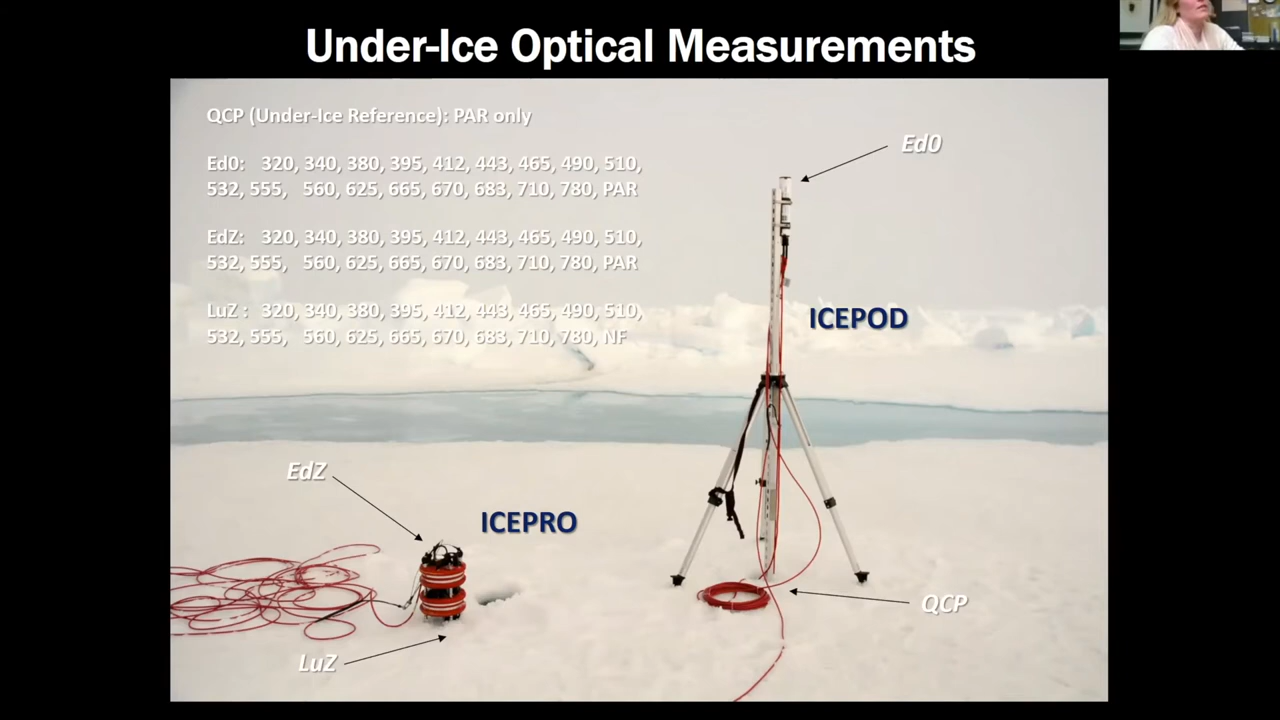 Under-Ice Optical Measurements
QCP (Under-Ice Reference): PAR only
Ed0: 320, 340, 380, 395, 412, 443, 465, 490, 510,
532, 555, 560, 625, 665, 670, 683, 710, 780, PAR
EdZ: 320, 340, 380, 395, 412, 443, 465, 490, 510,
532, 555, 560, 625, 665, 670, 683, 710, 780, PAR
LuZ : 320, 340, 380, 395, 412, 443, 465, 490, 510,
532, 555, 560, 625, 665, 670, 683, 710, 780, NF
Ed0
ICEPOD
EdZ
ICEPRO
QCP
LuZ